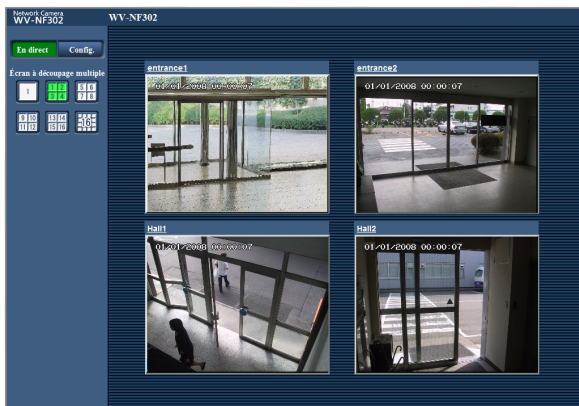 Network Camera
WV-NF302
WV-NF302
En direct
Config.
Écran à découpage multiple
1
1 2
3 4
5 6
7 8
9 10
11 12
13 14
15 16
16
entrance1
01/01/2008 00:00:07
entrance2
01/01/2008 00:00:07
Hall1
01/01/2008 00:00:07
Hall2
01/01/2008 00:00:07